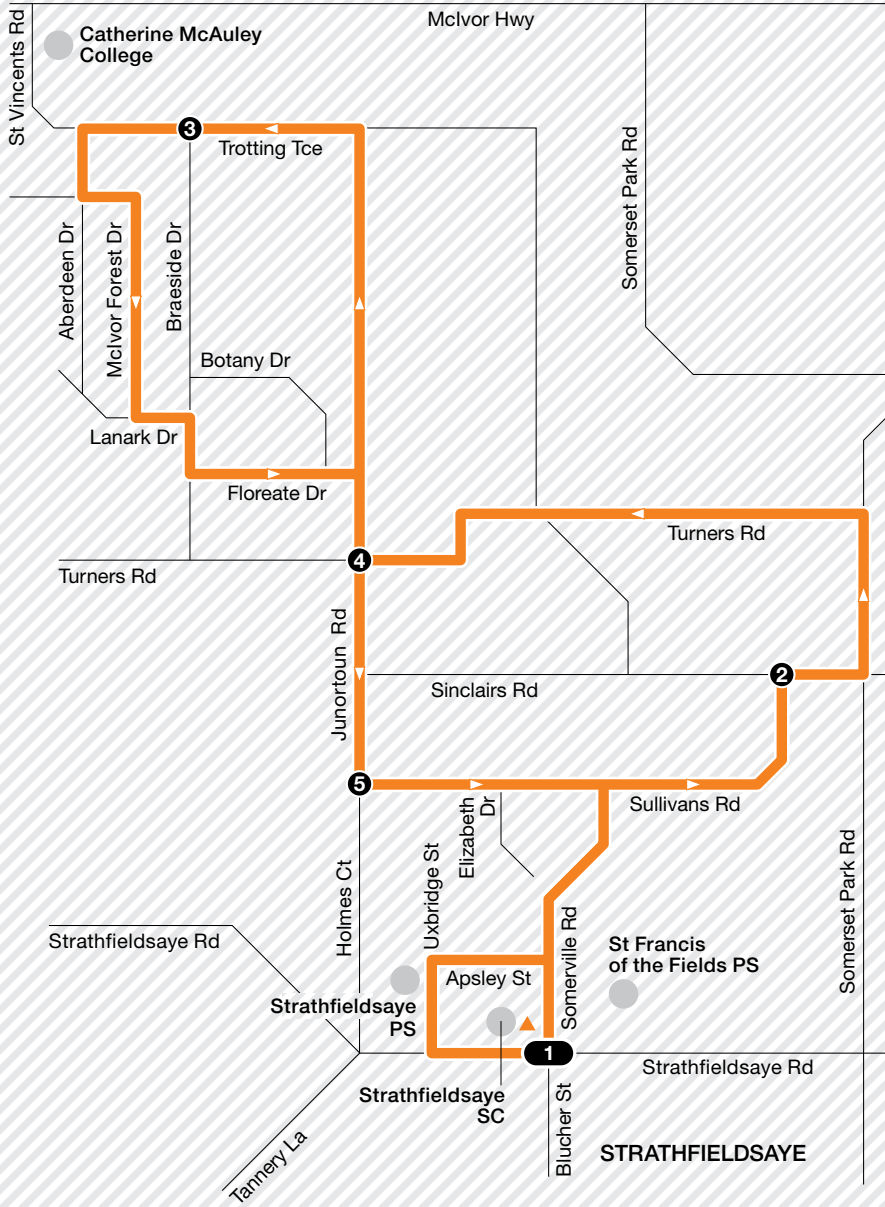 McIvor Hwy
St Vincents Rd
Catherine McAuley
College
3
Trotting Tce
Somerset Park Rd
Aberdeen Dr
McIvor Forest Dr
Braeside Dr
Botany Dr
Lanark Dr
Floreate Dr
Turners Rd
4
Turners Rd
Junortoun Rd
Sinclairs Rd
2
5
Sullivans Rd
Elizabeth
Dr
Uxbridge St
Holmes Ct
Somerset Park Rd
Strathfieldsaye Rd
Somerville Rd
St Francis
of the Fields PS
Apsley St
Strathfieldsaye
PS
1
Strathfieldsaye Rd
Strathfieldsaye
SC
Blucher St
STRATHFIELDSAYE
Tannery La